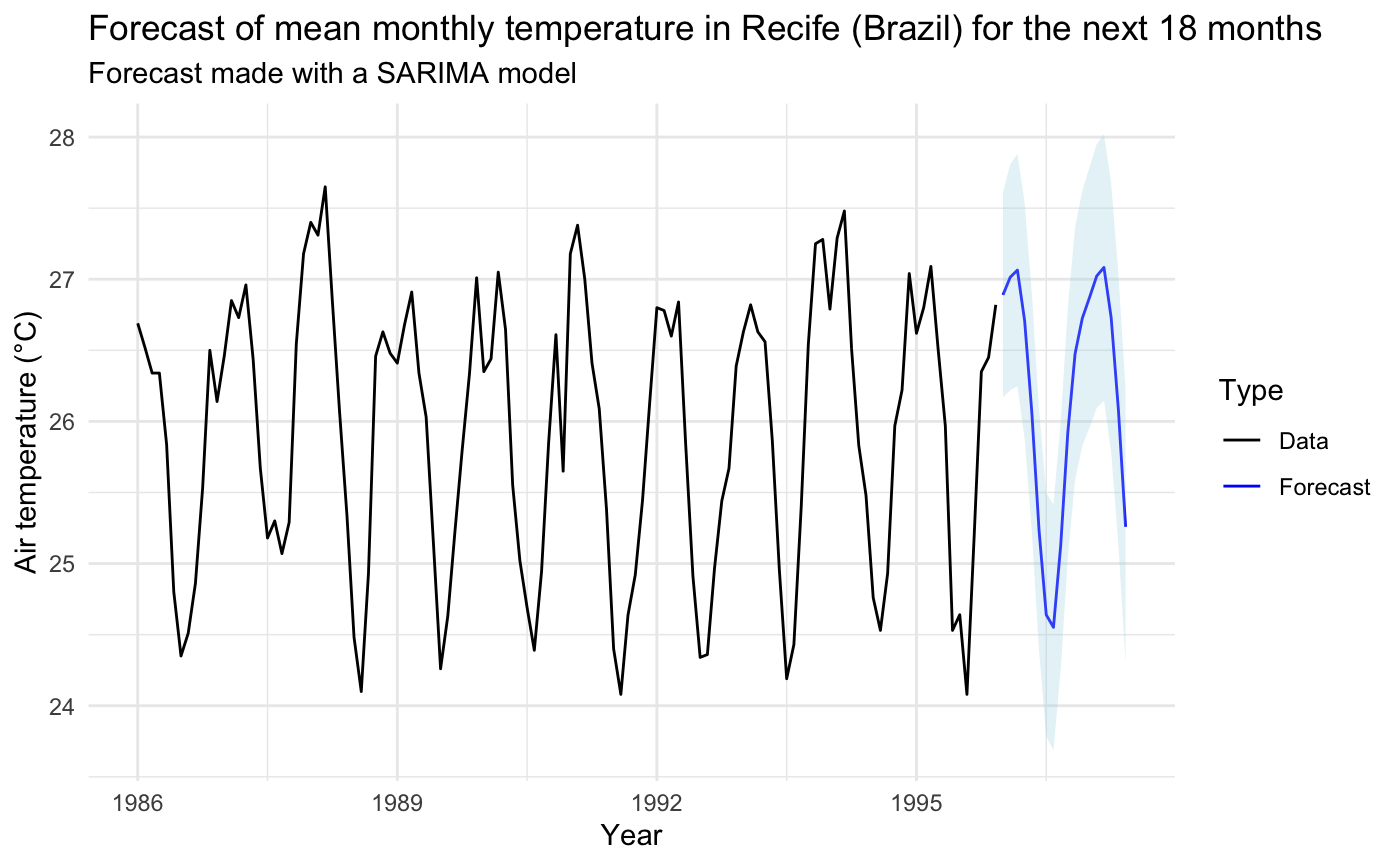 Forecast of mean monthly temperature in Recife (Brazil) for the next 18 months
Forecast made with a SARIMA model
28
27
26
25
24
Air temperature (°C)
1986
1989
1992
1995
Year
Type
Data
Forecast